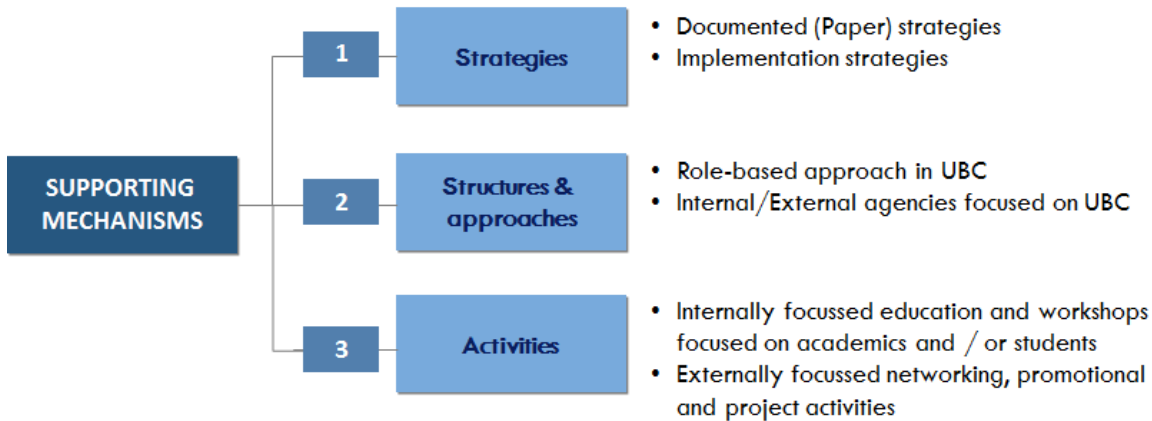 SUPPORTING
MECHANISMS
1
Strategies
• Documented (Paper) strategies
• Implementation strategies
2
Structures &
approaches
• Role-based approach in UBC
• Internal/External agencies focused on UBC
3
Activities
• Internally focussed education and workshops
focused on academics and / or students
• Externally focussed networking, promotional
and project activities